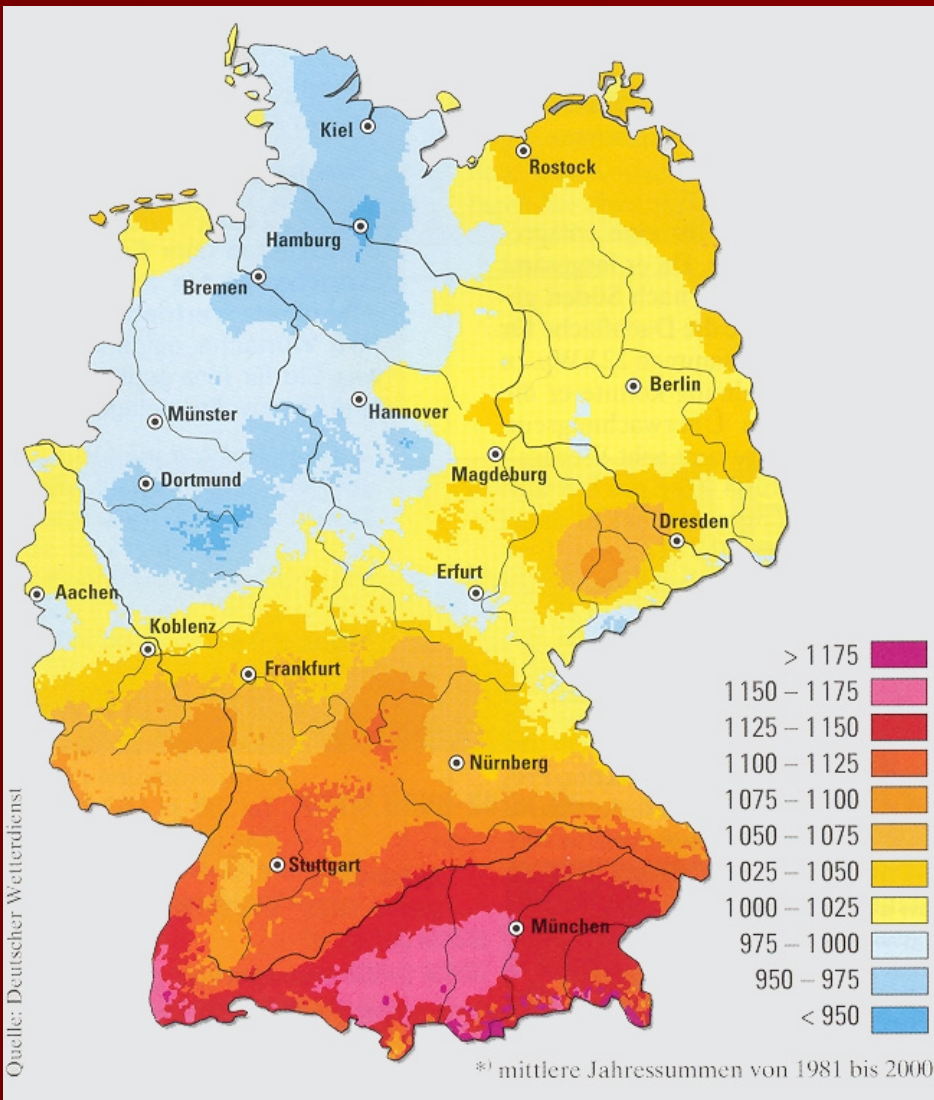 Kiel
Rostock
Hamburg
Bremen
Berlin
Hannover
Münster
Magdeburg
Dortmund
Dresden
Erfurt
Aachen
Koblenz
Frankfurt
Nürnberg
Stuttgart
München
> 1175
1150 – 1175
1125 – 1150
1100 – 1125
1075 – 1100
1050 – 1075
1025 – 1050
1000 – 1025
975 – 1000
950 – 975
< 950
Quelle: Deutscher Wetterdienst
*) mittlere Jahressummen von 1981 bis 2000